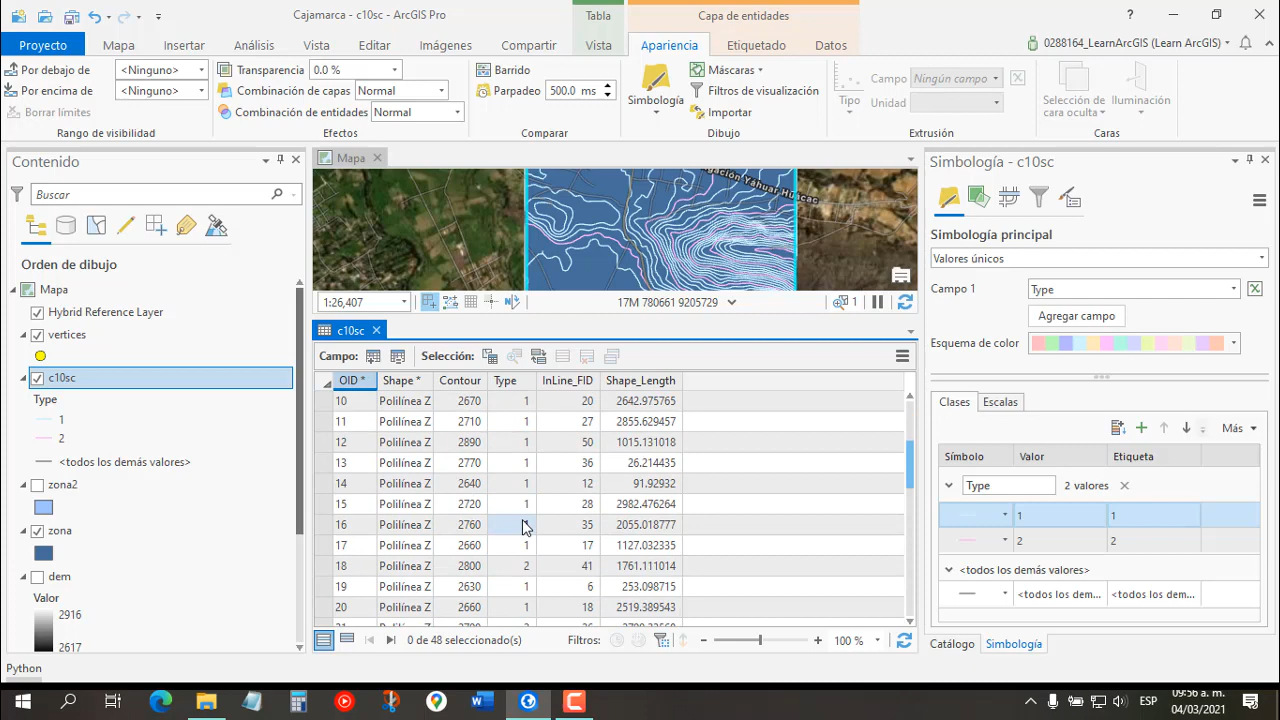 Cajamarca - c10sc - ArcGIS Pro
Tabla
Capa de entidades
?
Proyecto
Mapa
Insertar
Análisis
Vista
Editar
Imágenes
Compartir
Vista
Apariencia
Etiquetado
Datos
0288164_LearnArcGIS (Learn ArcGIS)
Por debajo de
<Ninguno>
Por encima de
<Ninguno>
Borrar límites
Rango de visibilidad
Transparencia
0.0 %
Combinación de capas
Normal
Combinación de entidades
Normal
Efectos
Barrido
Parpadeo
500.0 ms
Comparar
Simbología
Máscaras
Filtros de visualización
Importar
Dibujo
Tipo
Campo
Ningún campo
Unidad
Extrusión
Selección de
cara oculta
Iluminación
Caras
Contenido
Buscar
Orden de dibujo
Mapa
Hybrid Reference Layer
vertices
c10sc
Type
1
2
<todos los demás valores>
zona2
zona
dem
Valor
2916
2617
Python
Mapa
gación Yahuar Huacac
1:26,407
17M 780661 9205729
1
c10sc
Campo:
Selección:
OID * Shape * Contour Type InLine_FID Shape_Length
10 Polilínea Z 2670 1 20 2642.975765
11 Polilínea Z 2710 1 27 2855.629457
12 Polilínea Z 2890 1 50 1015.131018
13 Polilínea Z 2770 1 36 26.214435
14 Polilínea Z 2640 1 12 91.92932
15 Polilínea Z 2720 1 28 2982.476264
16 Polilínea Z 2760 1 35 2055.018777
17 Polilínea Z 2660 1 17 1127.032335
18 Polilínea Z 2800 2 41 1761.111014
19 Polilínea Z 2630 1 6 253.098715
20 Polilínea Z 2660 1 18 2519.389543
0 de 48 seleccionado(s)
Filtros:
100 %
Simbología - c10sc
Simbología principal
Valores únicos
Campo 1
Type
Agregar campo
Esquema de color
Clases
Escalas
Más
Símbolo Valor Etiqueta
Type
2 valores
1 1
2 2
<todos los demás valores>
<todos los dem... <todos los dem...
Catálogo
Simbología
ESP
09:56 a. m.
04/03/2021